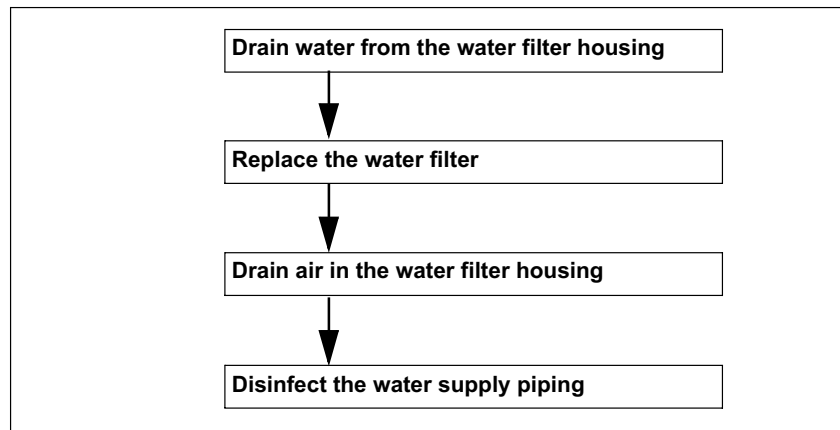 Drain water from the water filter housing
Replace the water filter
Drain air in the water filter housing
Disinfect the water supply piping